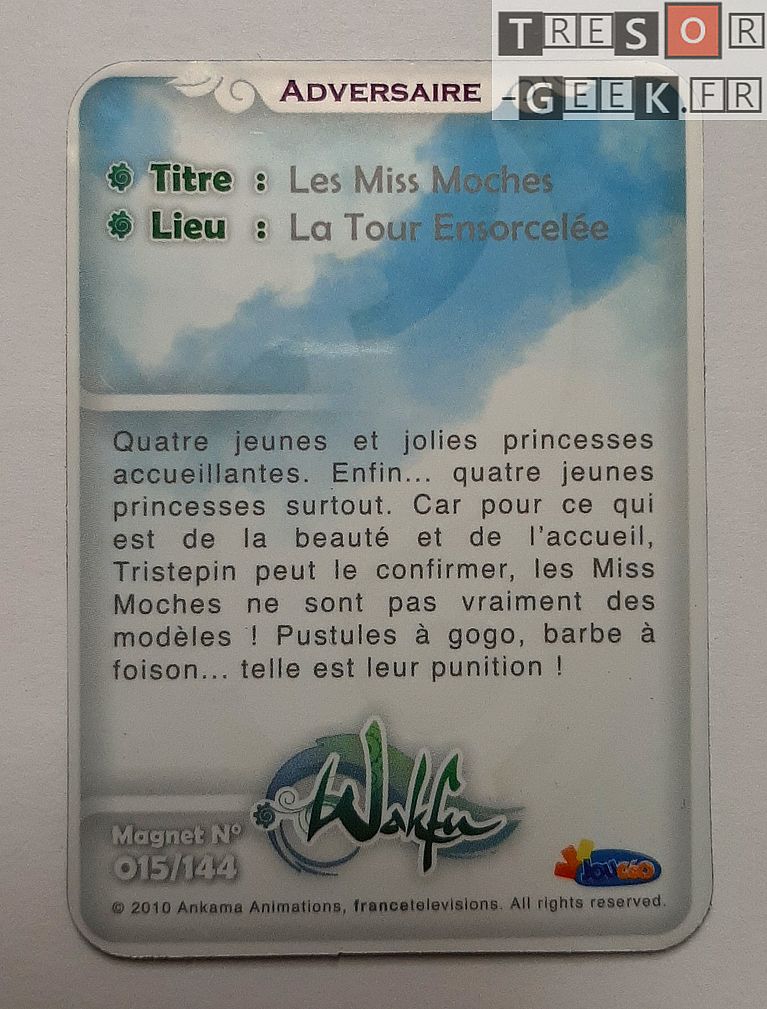 TRESOR
GEEK.FR
ADVERSAIRE
Titre : Les Miss Moches
Lieu : La Tour Ensorcelée
Quatre jeunes et jolies princesses
accueillantes. Enfin... quatre jeunes
princesses surtout. Car pour ce qui
est de la beauté et de l'accueil,
Tristepin peut le confirmer, les Miss
Moches ne sont pas vraiment des
modèles ! Pustules à gogo, barbe à
foison... telle est leur punition !
Wakfu
Magnet N°
015/144
JOUéCO
© 2010 Ankama Animations, francetelevisions. All rights reserved.